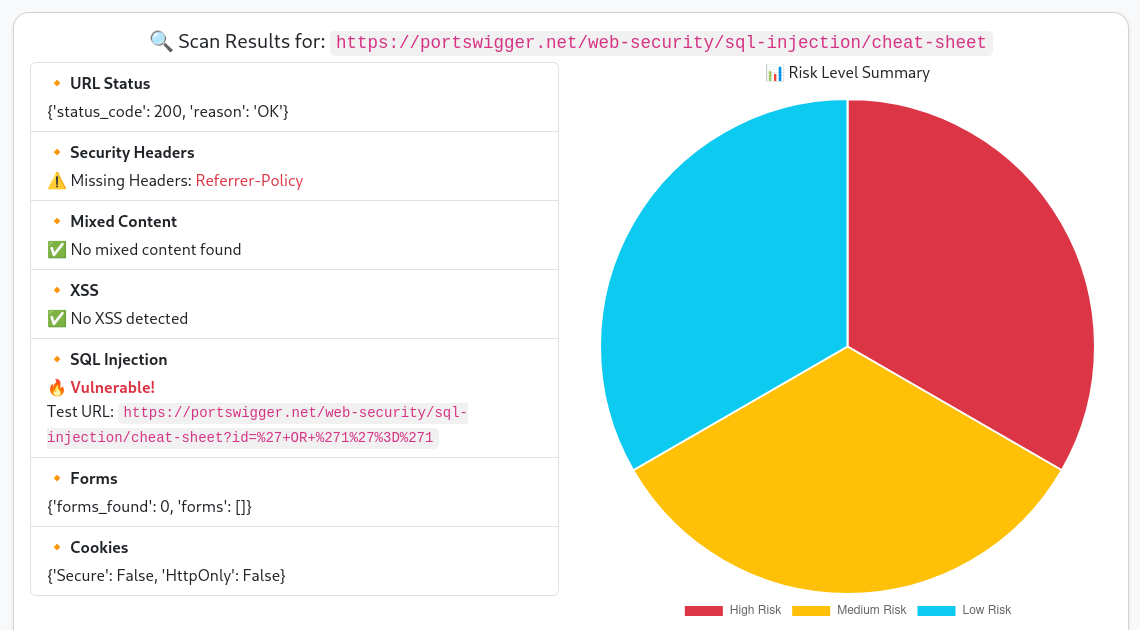 🔍 Scan Results for: https://portswigger.net/web-security/sql-injection/cheat-sheet
🔸 URL Status
{'status_code': 200, 'reason': 'OK'}
🔸 Security Headers
⚠️ Missing Headers: Referrer-Policy
🔸 Mixed Content
✅ No mixed content found
🔸 XSS
✅ No XSS detected
🔸 SQL Injection
🔥 Vulnerable!
Test URL: https://portswigger.net/web-security/sql-
injection/cheat-sheet?id=%27+OR+%271%27%3D%271
🔸 Forms
{'forms_found': 0, 'forms': []}
🔸 Cookies
{'Secure': False, 'HttpOnly': False}
📊 Risk Level Summary
High Risk Medium Risk Low Risk